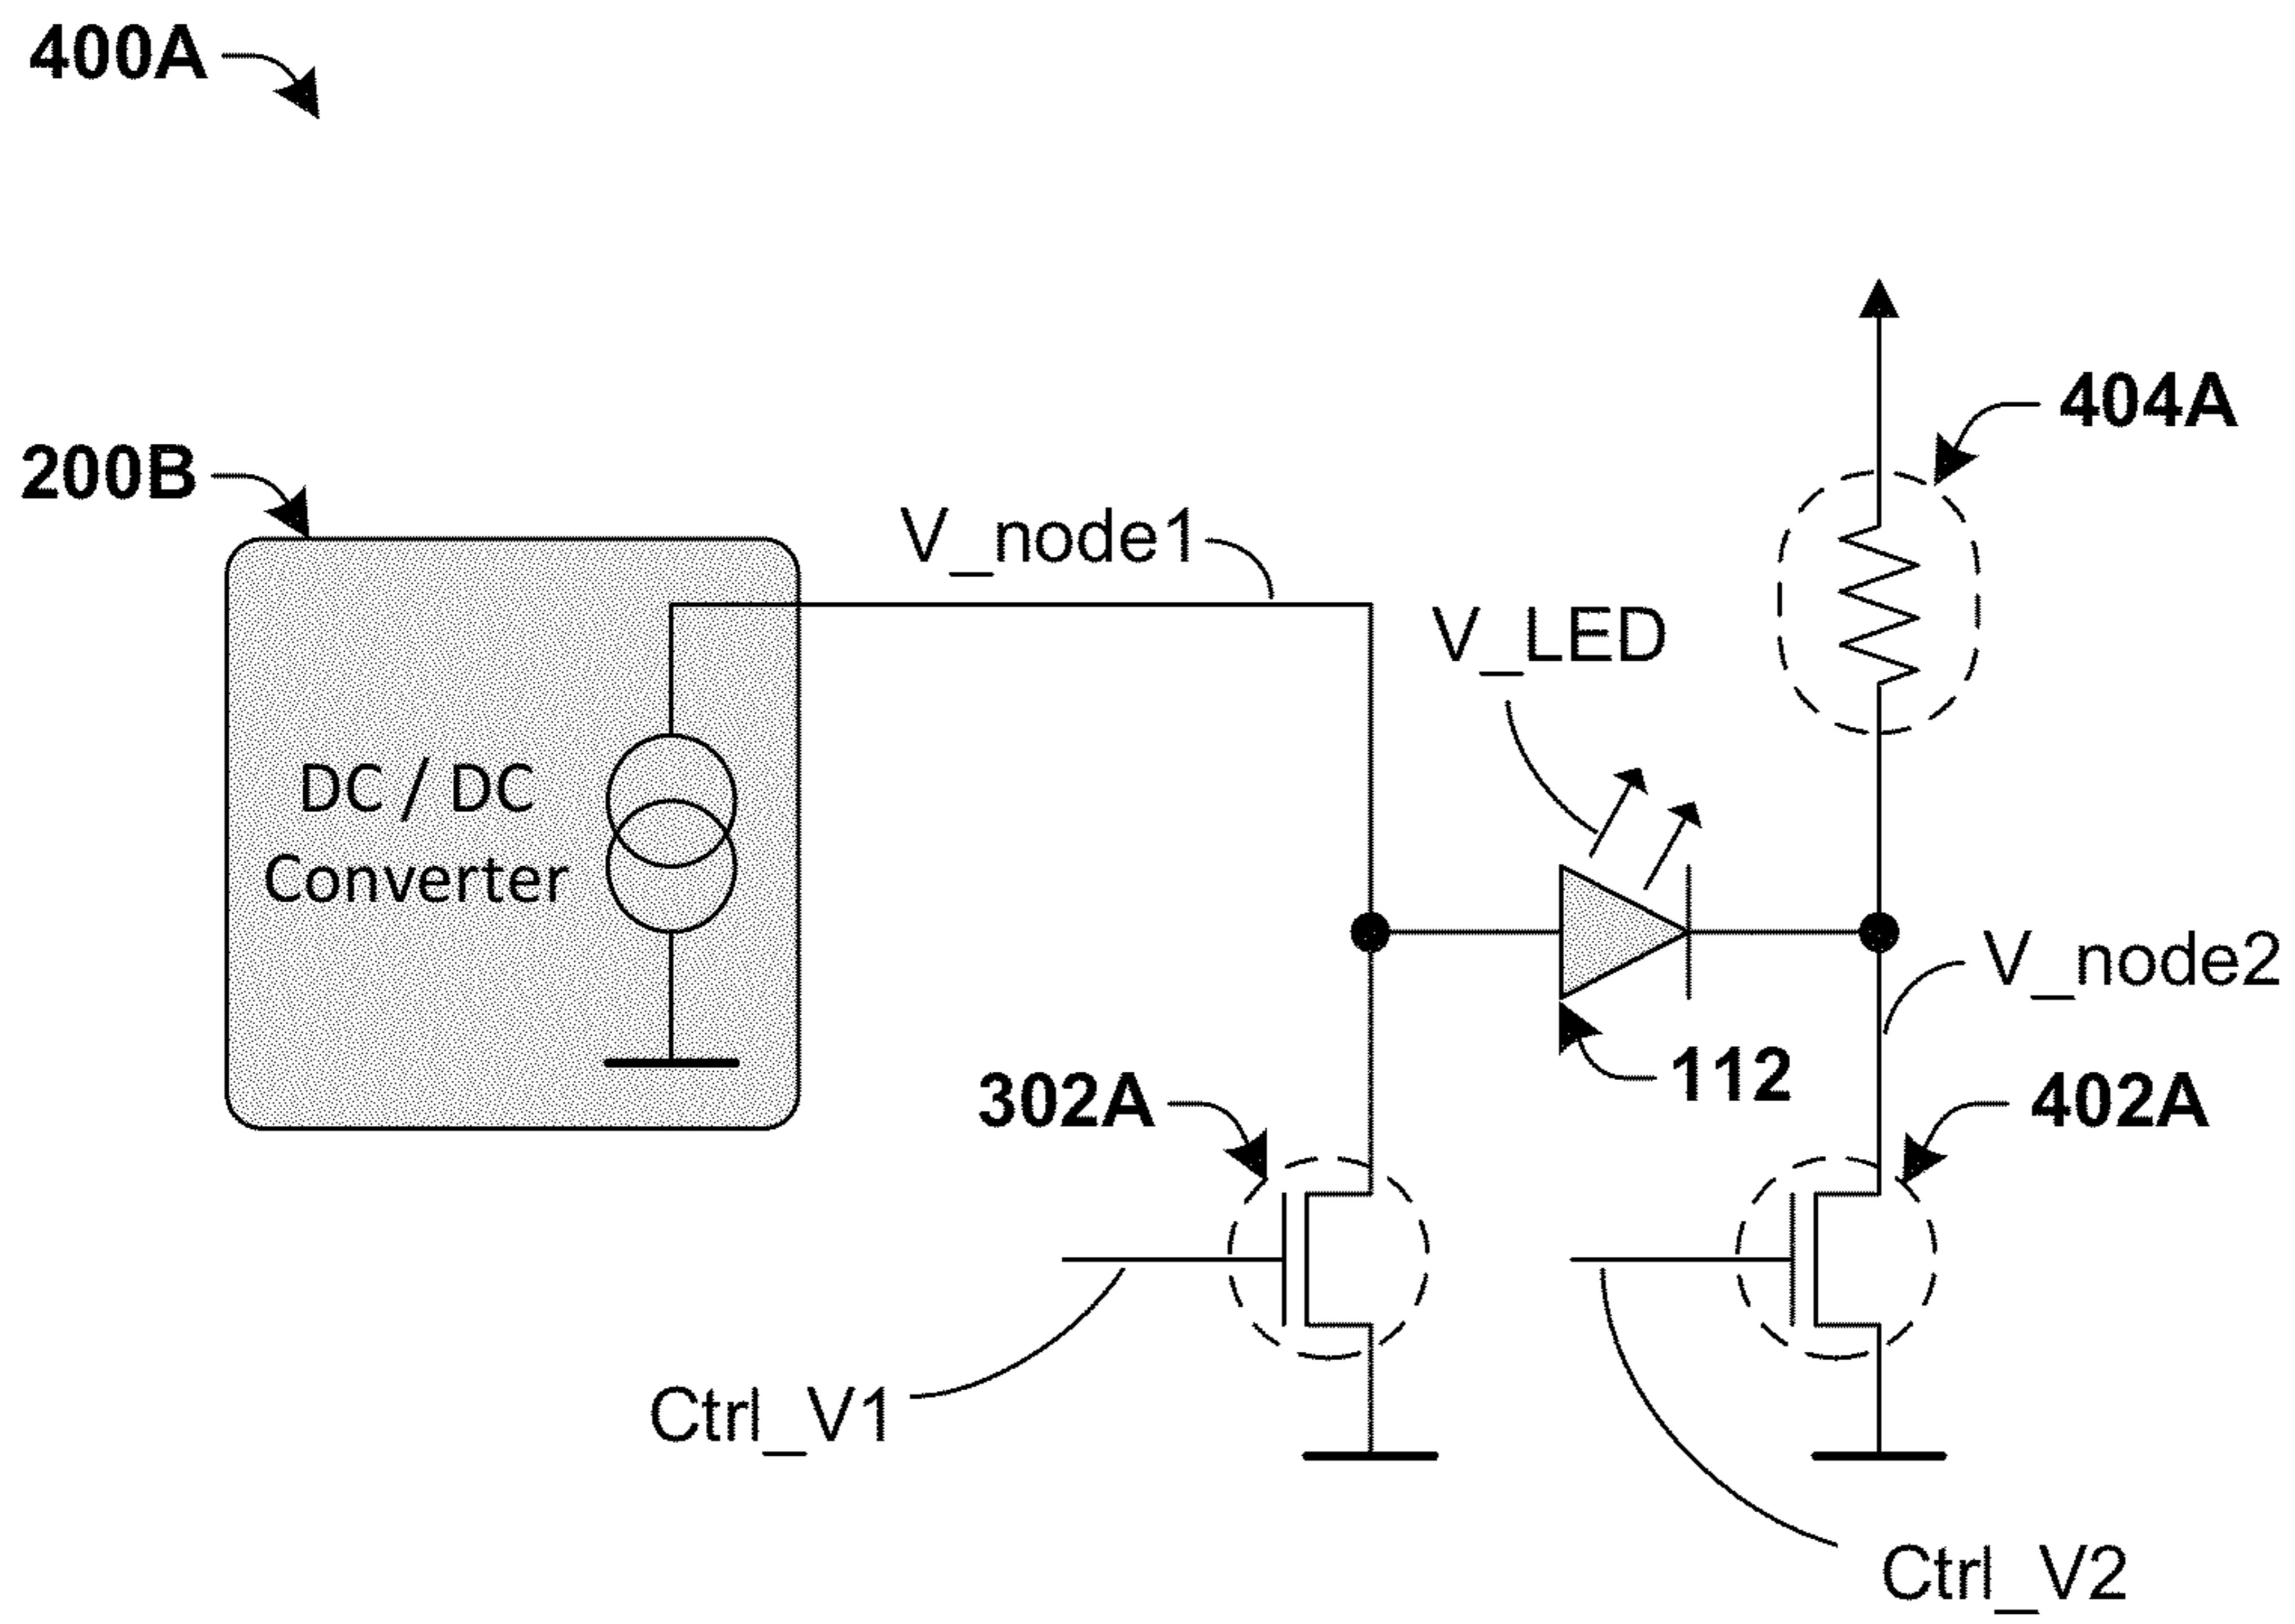 400A
404A
200B
V_node1
V_LED
DC / DC
Converter
V_node2
112
302A
402A
Ctrl_V1
Ctrl_V2